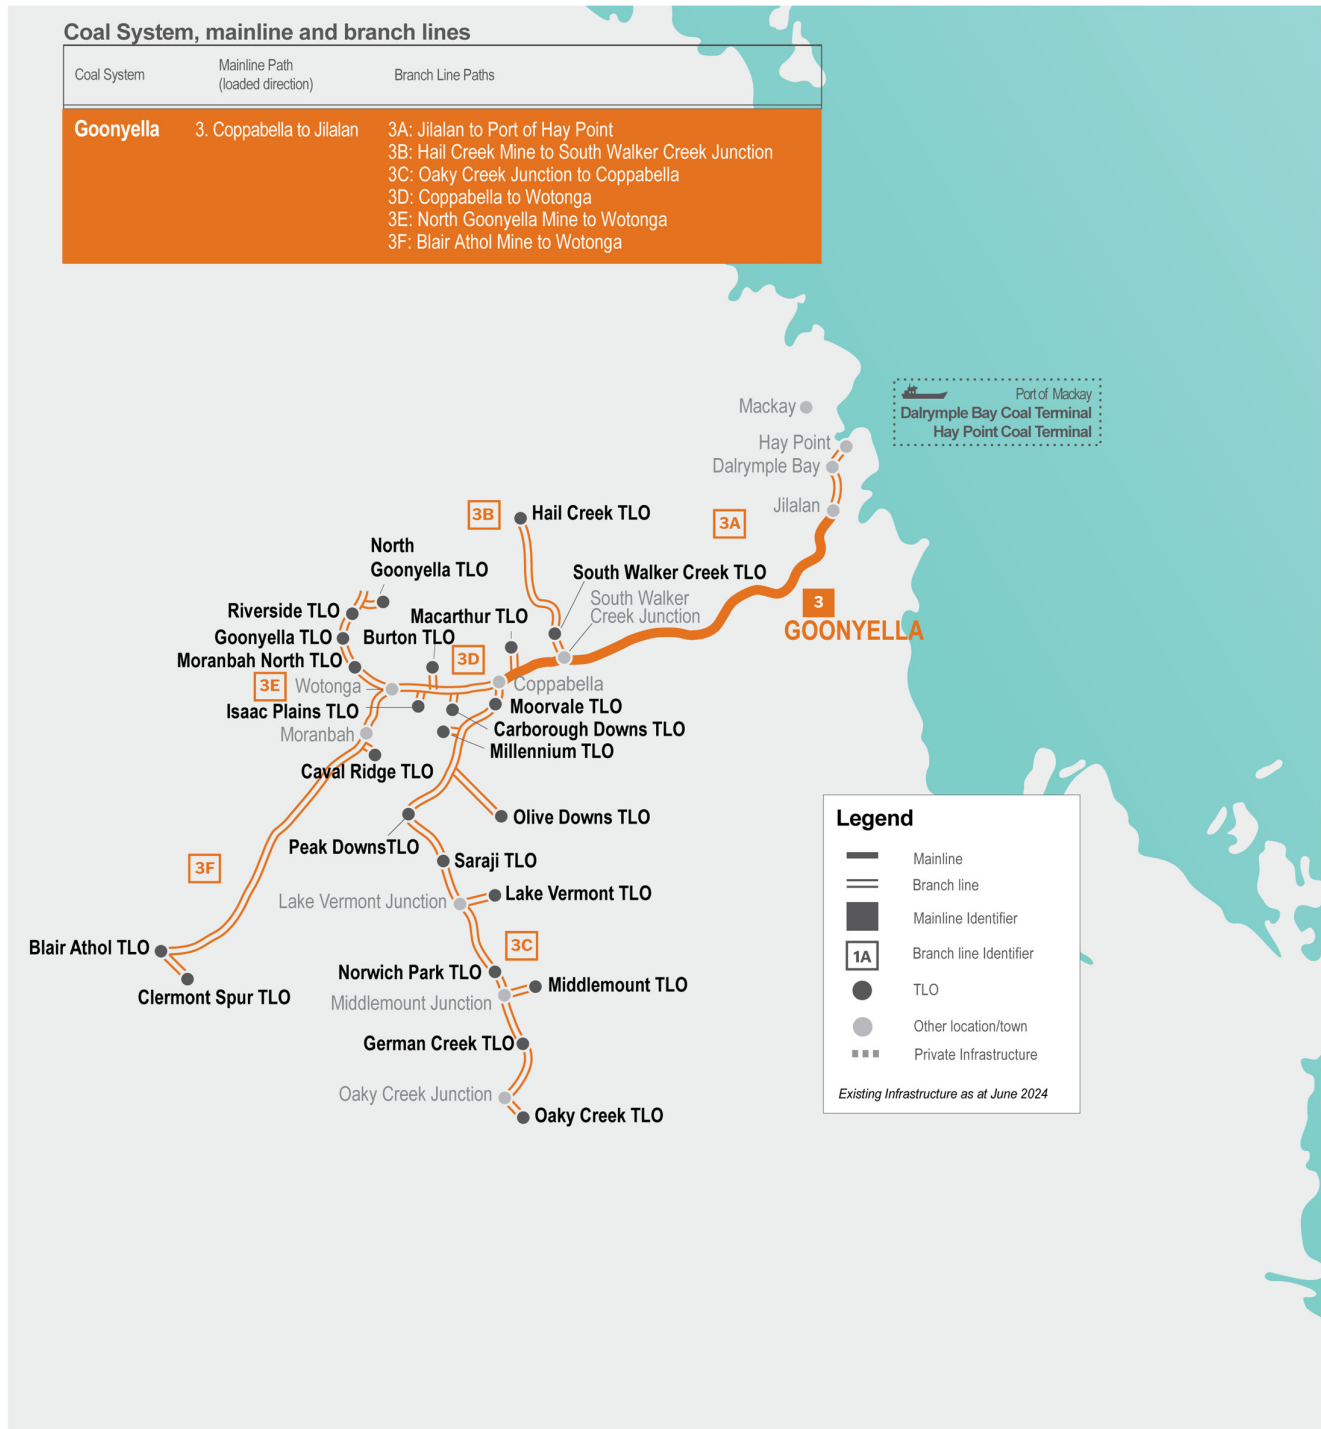 Coal System, mainline and branch lines
Coal System
Mainline Path
(loaded direction)
Branch Line Paths
Goonyella
3. Coppabella to Jilalan
3A: Jilalan to Port of Hay Point
3B: Hail Creek Mine to South Walker Creek Junction
3C: Oaky Creek Junction to Coppabella
3D: Coppabella to Wotonga
3E: North Goonyella Mine to Wotonga
3F: Blair Athol Mine to Wotonga
Port of Mackay
Dalrymple Bay Coal Terminal
Hay Point Coal Terminal
Mackay
Hay Point
Dalrymple Bay
Jilalan
3A
3B
Hail Creek TLO
North
Goonyella TLO
South Walker Creek TLO
South Walker
Creek Junction
3
GOONYELLA
Riverside TLO
Macarthur TLO
Goonyella TLO
Burton TLO
Moranbah North TLO
3D
3E
Wotonga
Coppabella
Isaac Plains TLO
Moorvale TLO
Moranbah
Carborough Downs TLO
Millennium TLO
Caval Ridge TLO
Olive Downs TLO
Peak DownsTLO
Saraji TLO
3F
Lake Vermont TLO
Lake Vermont Junction
3C
Blair Athol TLO
Norwich Park TLO
Middlemount TLO
Clermont Spur TLO
Middlemount Junction
German Creek TLO
Oaky Creek Junction
Oaky Creek TLO
Legend
Mainline
Branch line
Mainline Identifier
1A
Branch line Identifier
TLO
Other location/town
Private Infrastructure
Existing Infrastructure as at June 2024